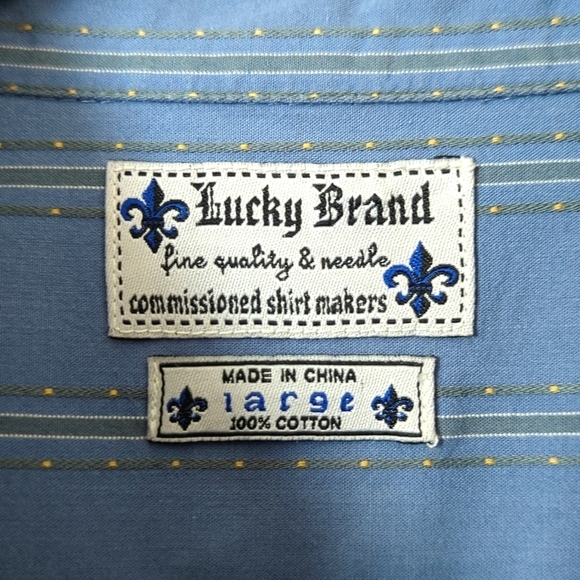 Lucky Brand
fine quality & needle
commissioned shirt makers
MADE IN CHINA
large
100% COTTON